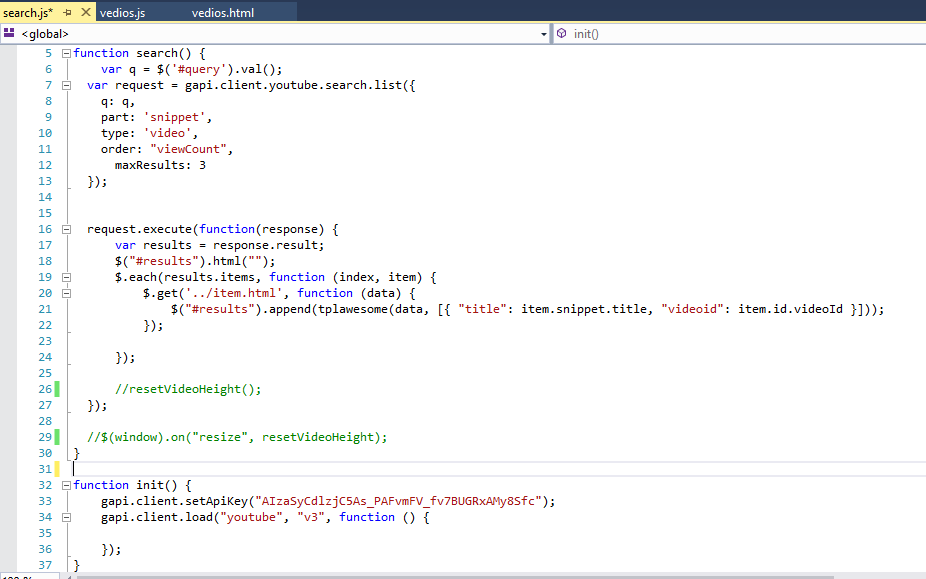 search.js* vedios.js vedios.html
<global> init()
5 function search() {
6 var q = $('#query').val();
7 var request = gapi.client.youtube.search.list({
8 q: q,
9 part: 'snippet',
10 type: 'video',
11 order: "viewCount",
12 maxResults: 3
13 });
14
15
16 request.execute(function(response) {
17 var results = response.result;
18 $("#results").html("");
19 $.each(results.items, function (index, item) {
20 $.get('../item.html', function (data) {
21 $("#results").append(tplawesome(data, [{ "title": item.snippet.title, "videoid": item.id.videoId }]));
22 });
23
24 });
25
26 //resetVideoHeight();
27 });
28
29 //$(window).on("resize", resetVideoHeight);
30 }
31
32 function init() {
33 gapi.client.setApiKey("AIzaSyCdlzjC5As_PAFvmFV_fv7BUGRxAMy8Sfc");
34 gapi.client.load("youtube", "v3", function () {
35
36 });
37 }